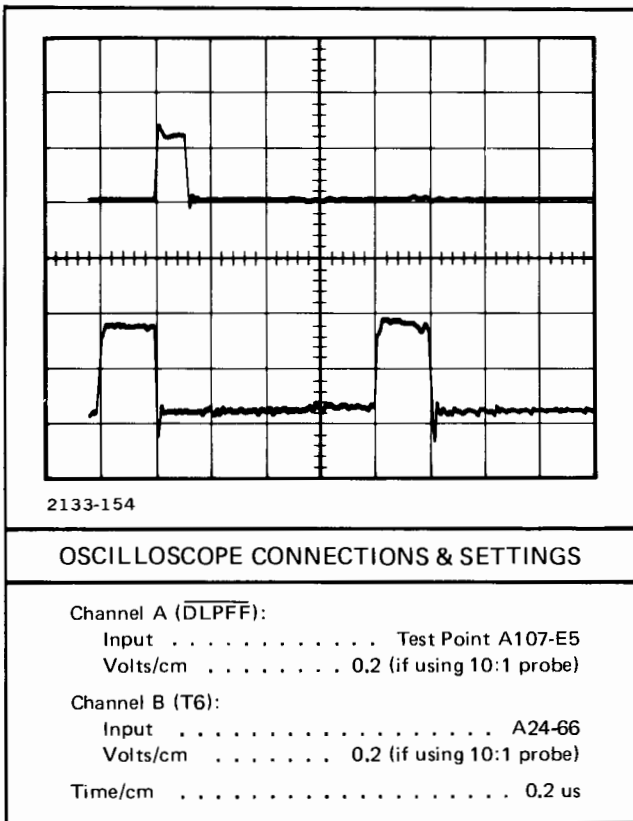 2133-154
OSCILLOSCOPE CONNECTIONS & SETTINGS
Channel A (D̅L̅P̅F̅F̅):
Input . . . . . . . . . . . . Test Point A107-E5
Volts/cm . . . . . . . . 0.2 (if using 10:1 probe)
Channel B (T6):
Input . . . . . . . . . . . . . . . . . . . A24-66
Volts/cm . . . . . . . 0.2 (if using 10:1 probe)
Time/cm . . . . . . . . . . . . . . . . . . . . 0.2 us